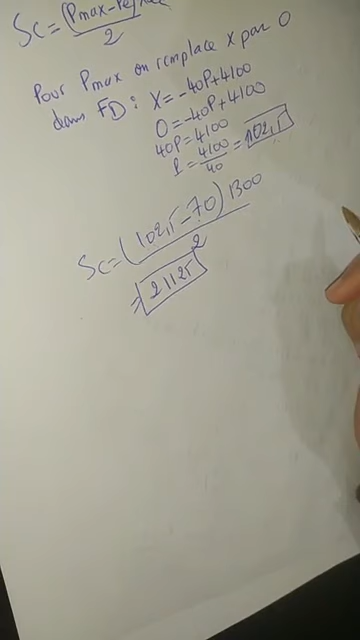 SC = (Pmax - Pe)
2
Pour Pmax on remplace X par 0
dans FD: X = -40P+4100
0 = -40P+4100
40P = 4100
P = 4100/40 = 102,5
SC = (102,5 - 70) 1300
2
= 21125